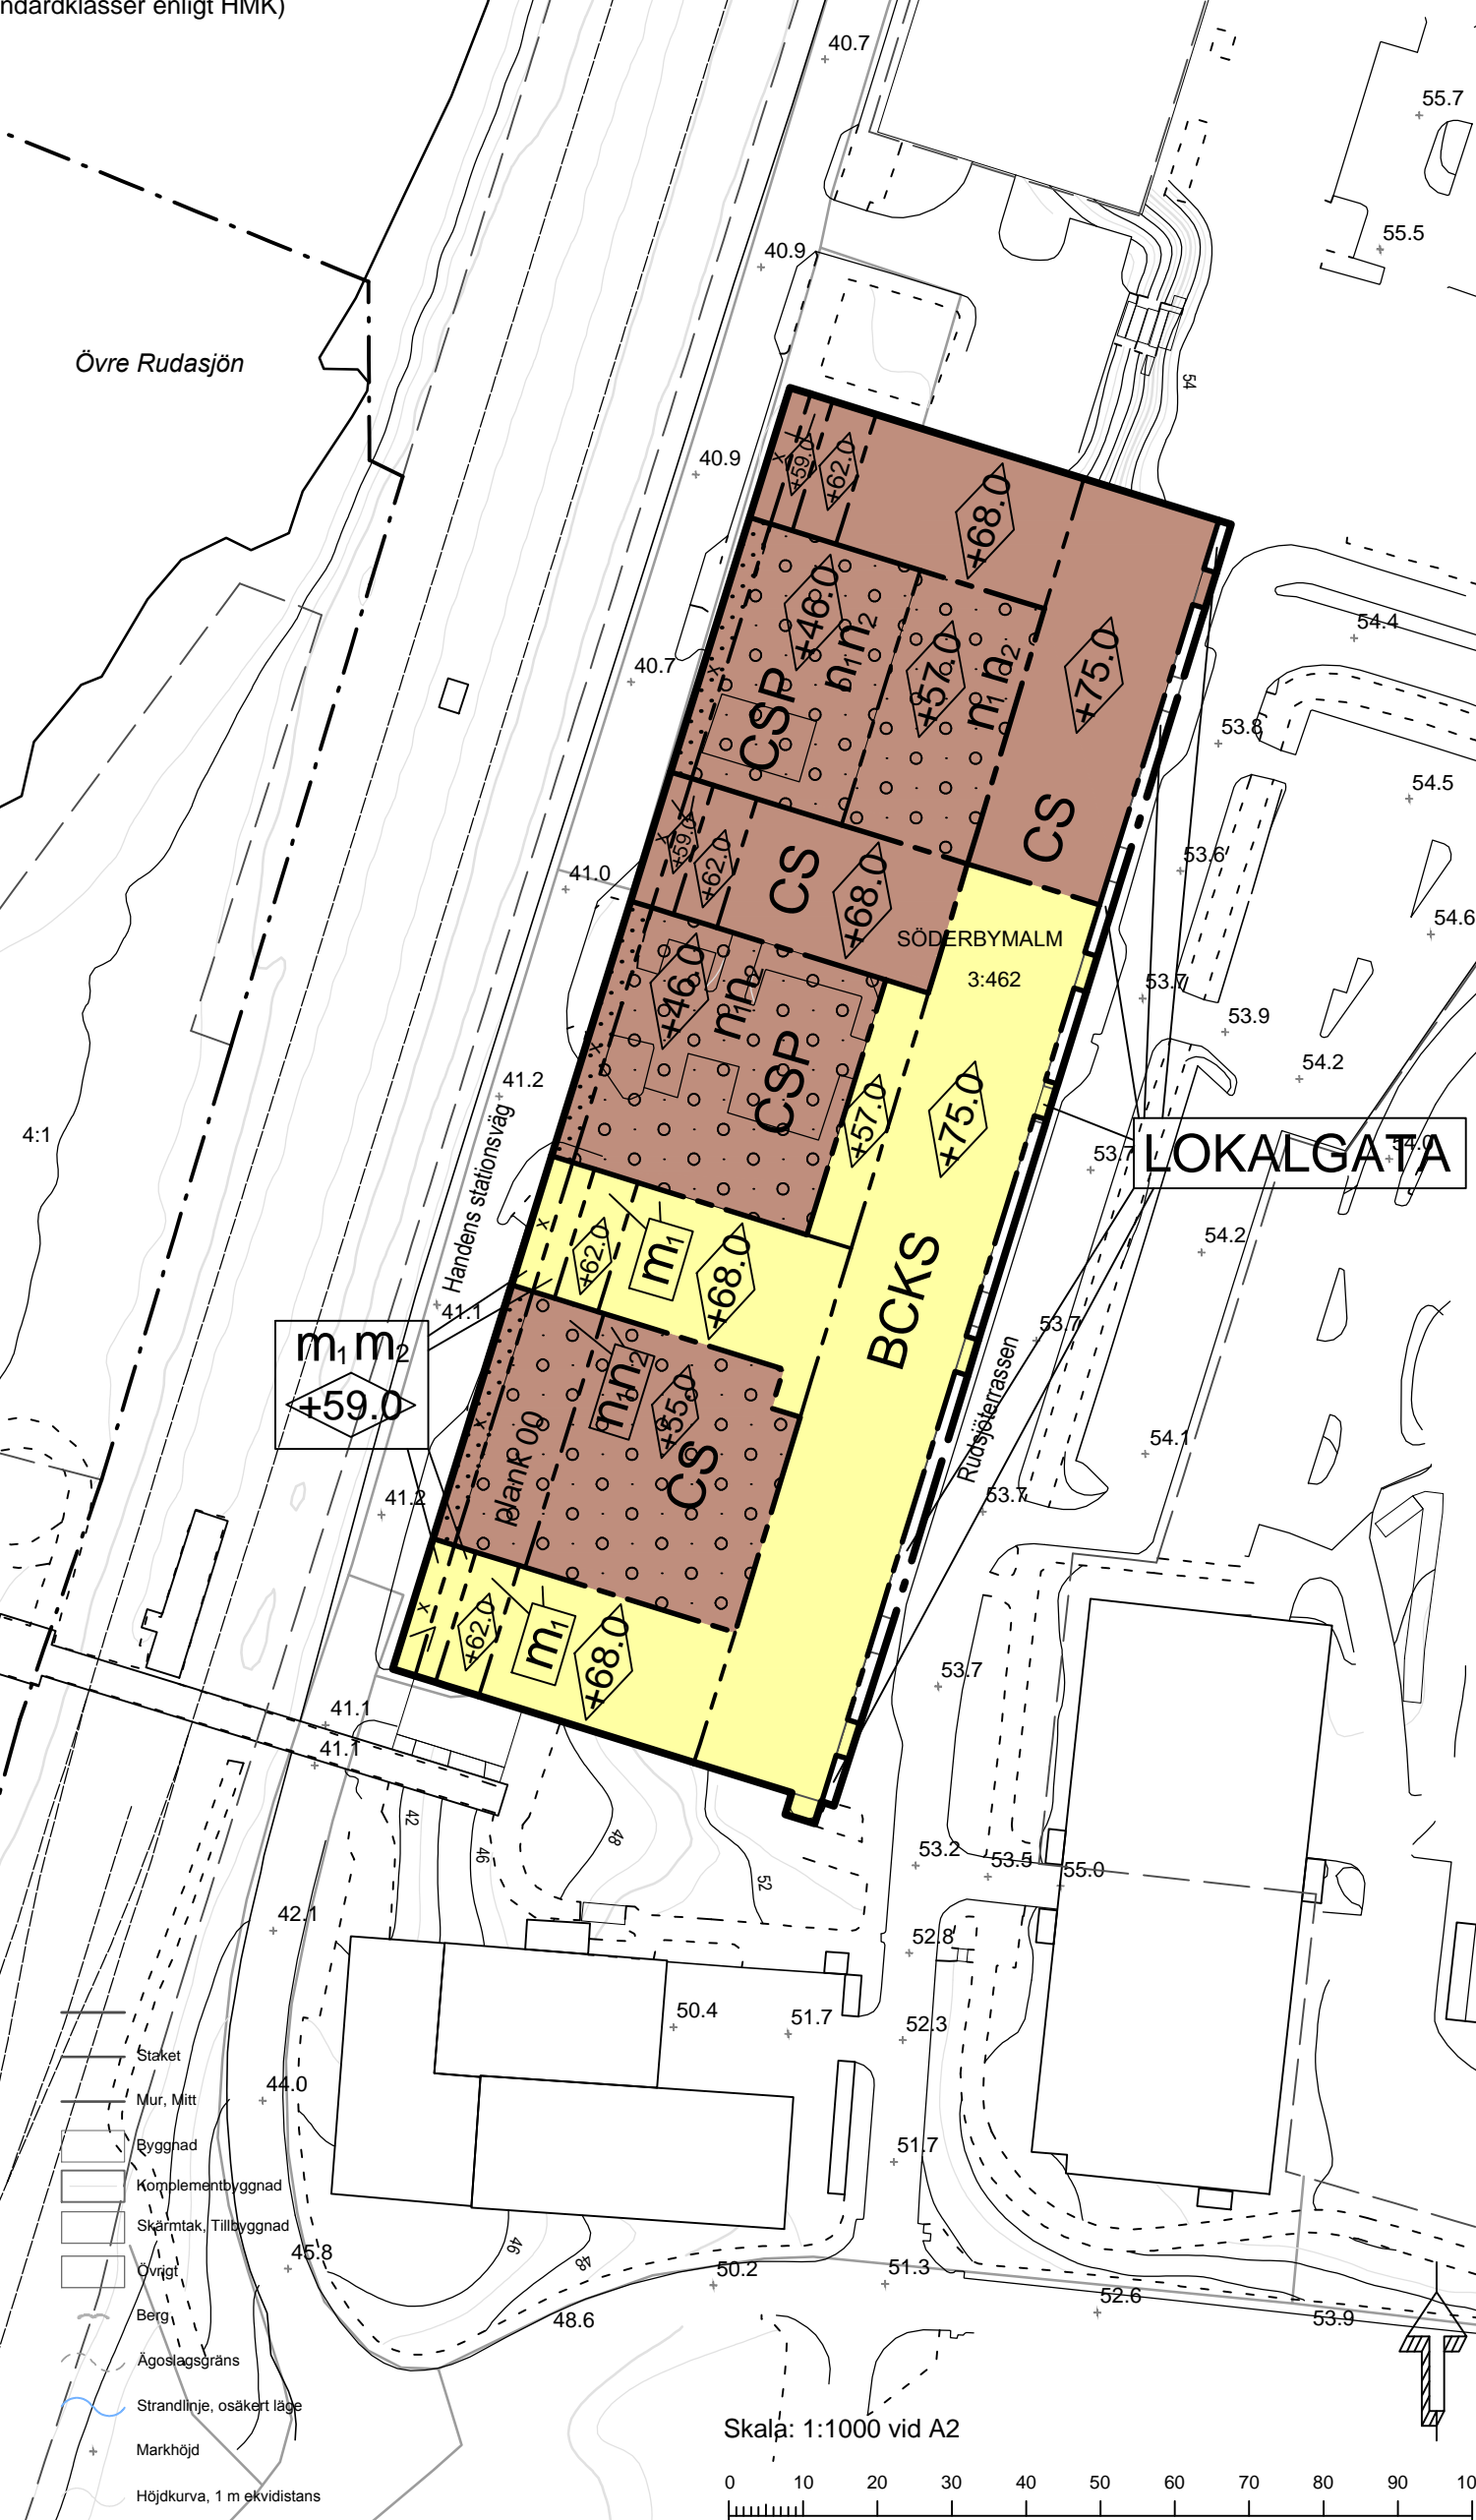 ndardklasser enligt HMK)
40.7
55.7
55.5
40.9
Övre Rudasjön
54
40.9
+59.0
+62.0
+68.0
54.4
+46.0
n1 n2
+57.0
n1 n2
+75.0
40.7
CSP
53.8
54.5
CS
+59.0
+62.0
CS
+68.0
53.6
41.0
54.6
SÖDERBYMALM
3:462
+46.0
n1n2
53.7
53.9
CSP
54.2
41.2
+57.0
+75.0
4:1
Handens stationsväg
53.7
LOKALGATA
54.0
+62.0
m1
+68.0
54.2
BCKS
41.1
m1 m2
+59.0
n1n2
+55.0
53.7
Rudsjöterrassen
plank 00
CS
54.1
41.2
53.7
+62.0
m1
+68.0
53.7
41.1
41.1
42
46
48
52
53.2
53.5
55.0
42.1
52.8
50.4
51.7
52.3
Staket
44.0
Mur, Mitt
Byggnad
51.7
Komplementbyggnad
Skärmtak, Tillbyggnad
46
48
45.8
Övrigt
50.2
51.3
52.6
48.6
53.9
Berg
Ägoslagsgräns
Strandlinje, osäkert läge
Skala: 1:1000 vid A2
Markhöjd
0 10 20 30 40 50 60 70 80 90 10
Höjdkurva, 1 m ekvidistans